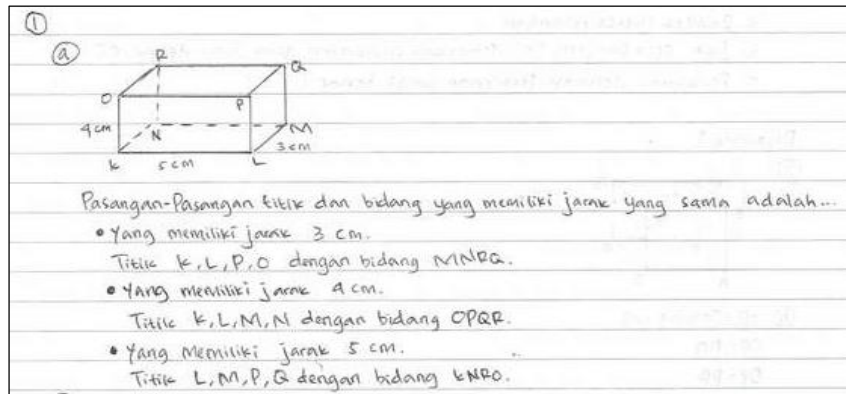 ①
ⓐ
R
Q
O
P
4 cm
N
M
3 cm
K
5 cm
L
Pasangan-Pasangan titik dan bidang yang memiliki jarak yang sama adalah...
• Yang memiliki jarak 3 cm.
Titik K, L, P, O dengan bidang MNRQ.
• Yang memiliki jarak 4 cm.
Titik K, L, M, N dengan bidang OPQR.
• Yang memiliki jarak 5 cm.
Titik L, M, P, Q dengan bidang KNRO.